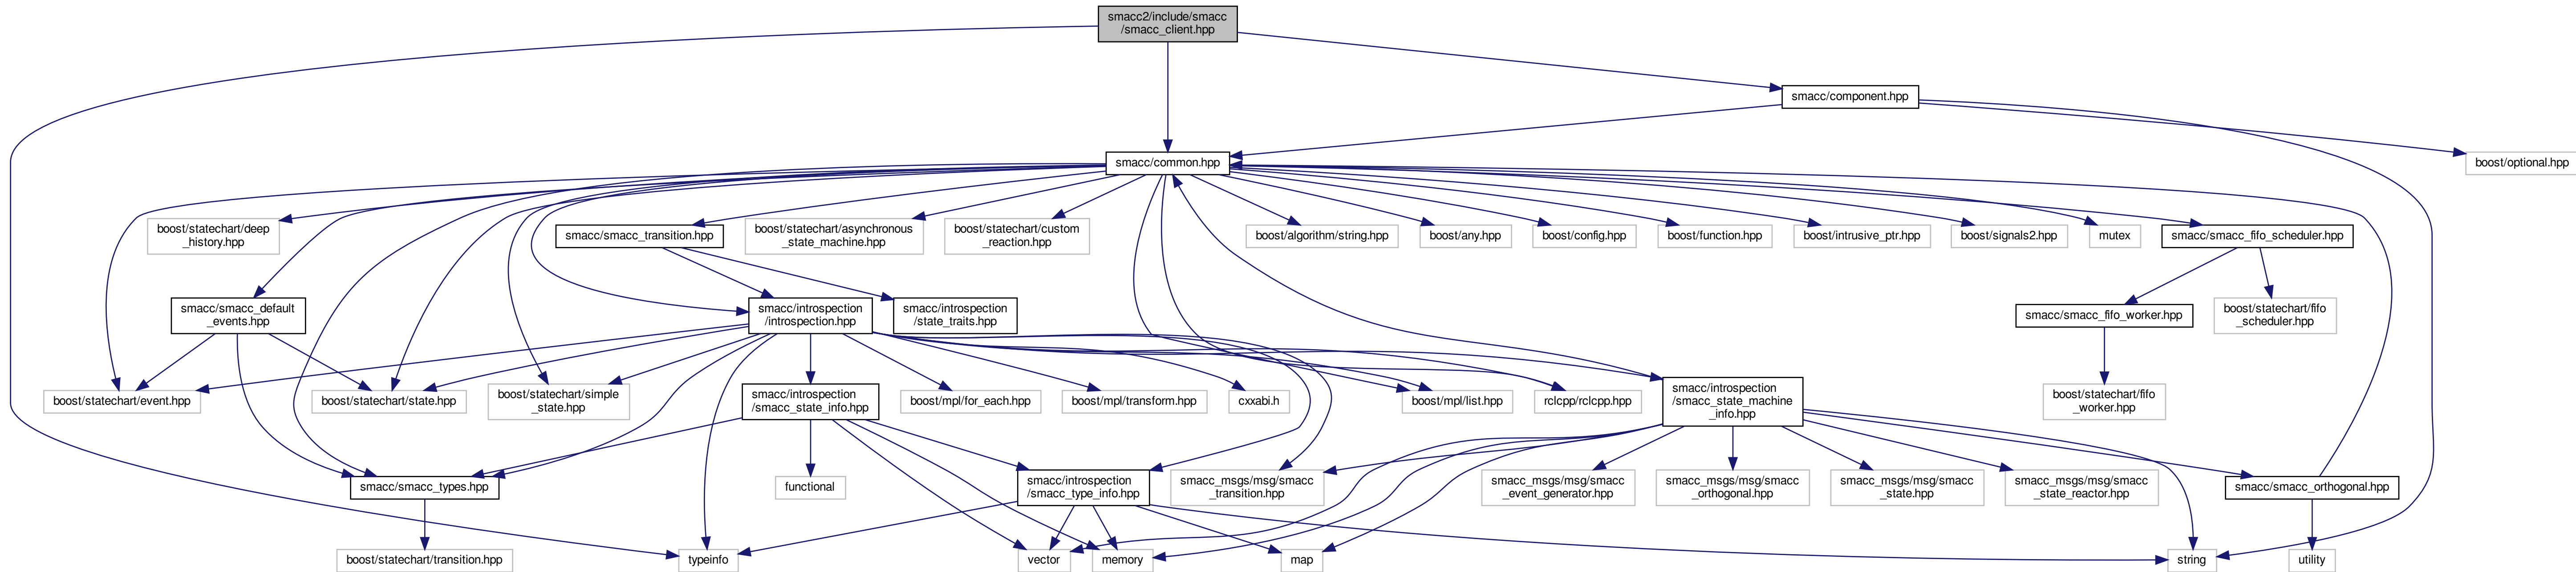 smacc2/include/smacc
/smacc_client.hpp
smacc/component.hpp
smacc/common.hpp
boost/optional.hpp
boost/statechart/deep
_history.hpp
smacc/smacc_transition.hpp
boost/statechart/asynchronous
_state_machine.hpp
boost/statechart/custom
_reaction.hpp
boost/algorithm/string.hpp
boost/any.hpp
boost/config.hpp
boost/function.hpp
boost/intrusive_ptr.hpp
boost/signals2.hpp
mutex
smacc/smacc_fifo_scheduler.hpp
smacc/smacc_default
_events.hpp
smacc/introspection
/introspection.hpp
smacc/introspection
/state_traits.hpp
smacc/smacc_fifo_worker.hpp
boost/statechart/fifo
_scheduler.hpp
boost/statechart/event.hpp
boost/statechart/state.hpp
boost/statechart/simple
_state.hpp
smacc/introspection
/smacc_state_info.hpp
boost/mpl/for_each.hpp
boost/mpl/transform.hpp
cxxabi.h
boost/mpl/list.hpp
rclcpp/rclcpp.hpp
smacc/introspection
/smacc_state_machine
_info.hpp
boost/statechart/fifo
_worker.hpp
smacc/smacc_types.hpp
functional
smacc/introspection
/smacc_type_info.hpp
smacc_msgs/msg/smacc
_transition.hpp
smacc_msgs/msg/smacc
_event_generator.hpp
smacc_msgs/msg/smacc
_orthogonal.hpp
smacc_msgs/msg/smacc
_state.hpp
smacc_msgs/msg/smacc
_state_reactor.hpp
smacc/smacc_orthogonal.hpp
boost/statechart/transition.hpp
typeinfo
vector
memory
map
string
utility